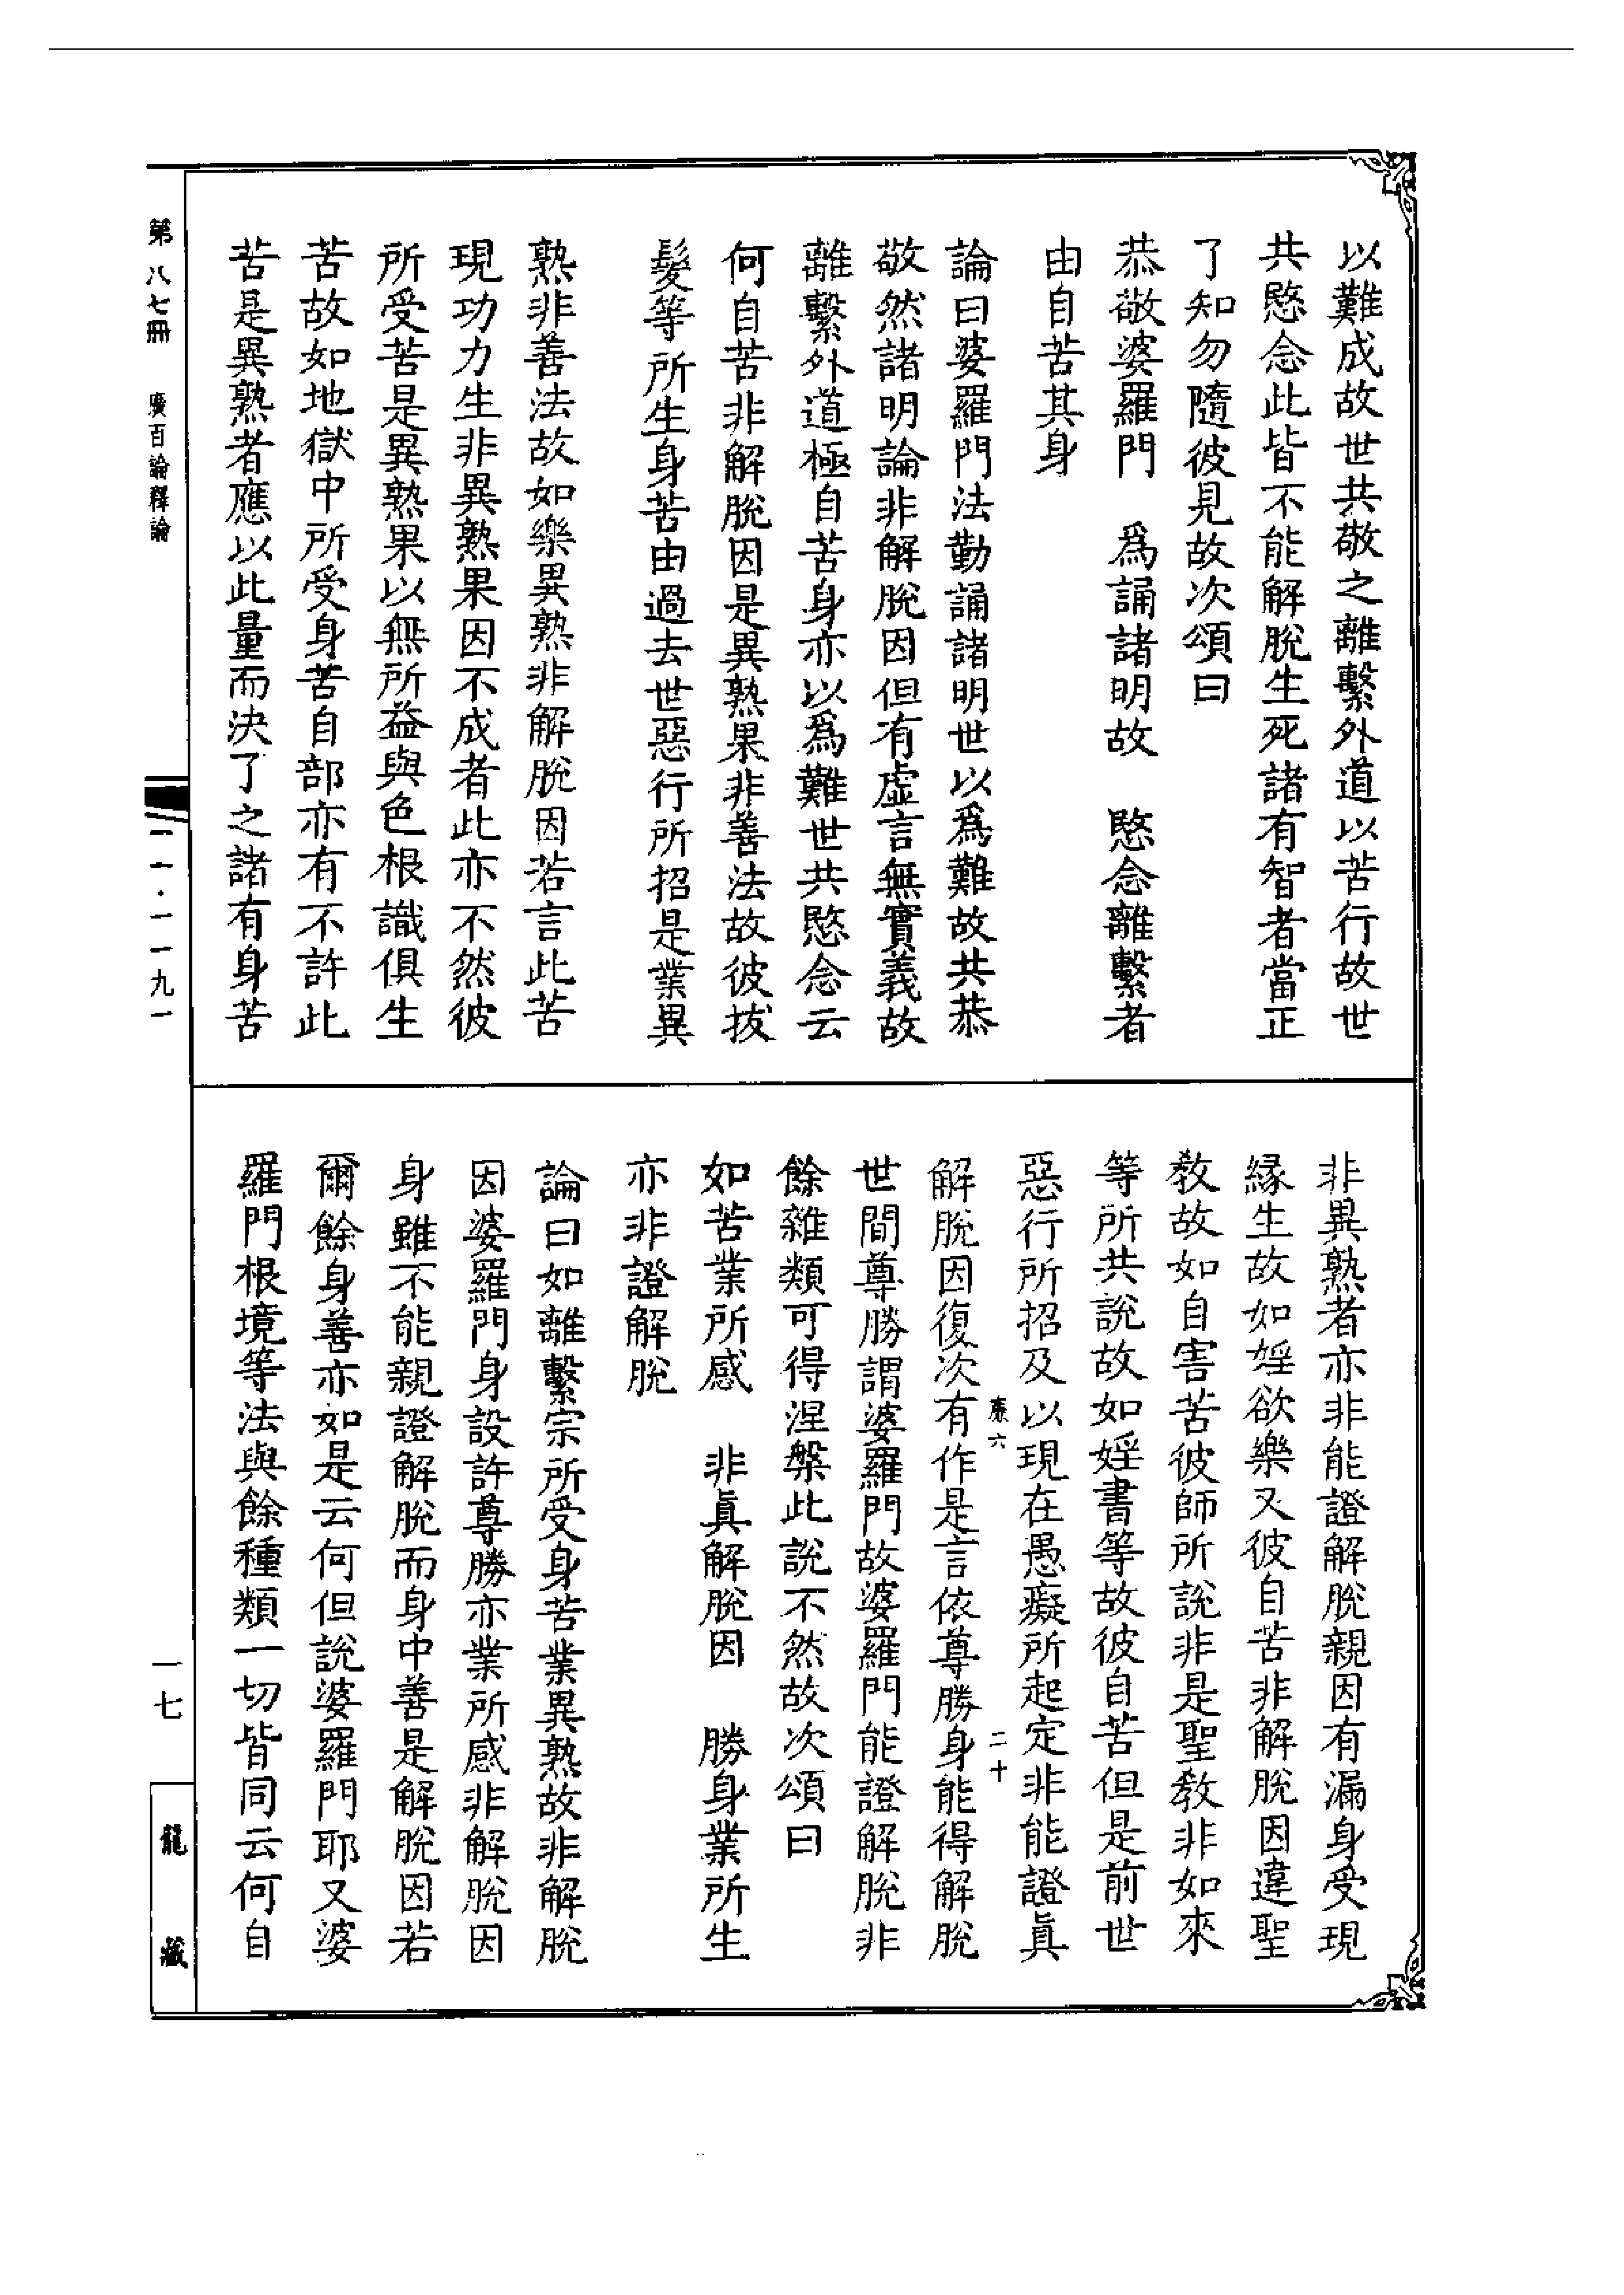 以難成故世共敬之離繫外道以苦行故世
共愍念此皆不能解脫生死諸有智者當正
了知勿隨彼見故次頌曰
恭敬婆羅門　爲誦諸明故　愍念離繫者
由自苦其身
論曰婆羅門法勤誦諸明世以爲難故共恭
敬然諸明論非解脫因但有虛言無實義故
離繫外道極自苦身亦以爲難世共愍念云
何自苦非解脫因是異熟果非善法故彼拔
髮等所生身苦由過去世惡行所招是業異
熟非善法故如樂異熟非解脫因若言此苦
現功力生非異熟果因不成者此亦不然彼
所受苦是異熟果以無所益與色根識俱生
苦故如地獄中所受身苦自部亦有不許此
苦是異熟者應以此量而決了之諸有身苦
非異熟者亦非能證解脫親因有漏身受現
緣生故如婬欲樂又彼自苦非解脫因違聖
教故如自害苦彼師所說非是聖教非如來
等所共說故如婬書等故彼自苦但是前世
惡行所招及以現在愚癡所起定非能證眞
廉六　二十
解脫因復次有作是言依尊勝身能得解脫
世間尊勝謂婆羅門故婆羅門能證解脫非
餘雜類可得涅槃此說不然故次頌曰
如苦業所感　非眞解脫因　勝身業所生
亦非證解脫
論曰如離繫宗所受身苦業異熟故非解脫
因婆羅門身設許尊勝亦業所感非解脫因
身雖不能親證解脫而身中善是解脫因若
爾餘身善亦如是云何但說婆羅門耶又婆
羅門根境等法與餘種類一切皆同云何自
第八七冊　廣百論釋論
一一·一一九一
一七
龍藏